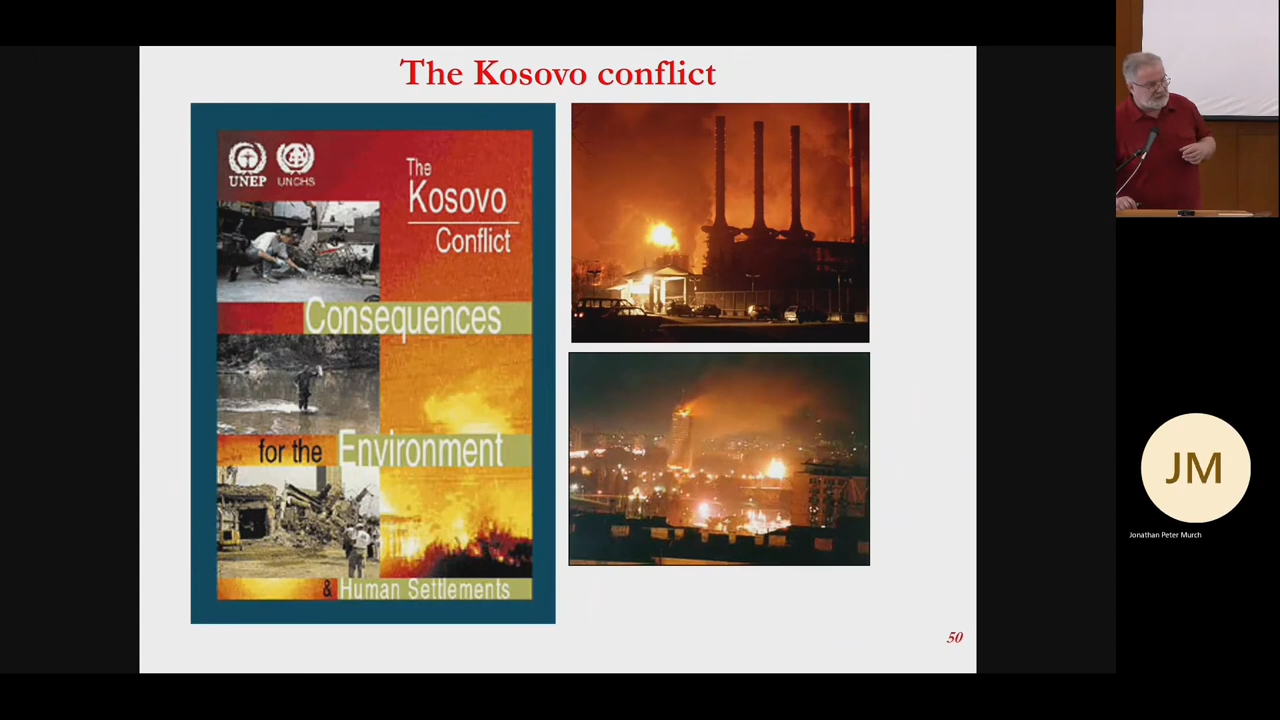 The Kosovo conflict
UNEP
UNCHS
The
Kosovo
Conflict
Consequences
for the Environment
& Human Settlements
50
JM
Jonathan Peter Murch